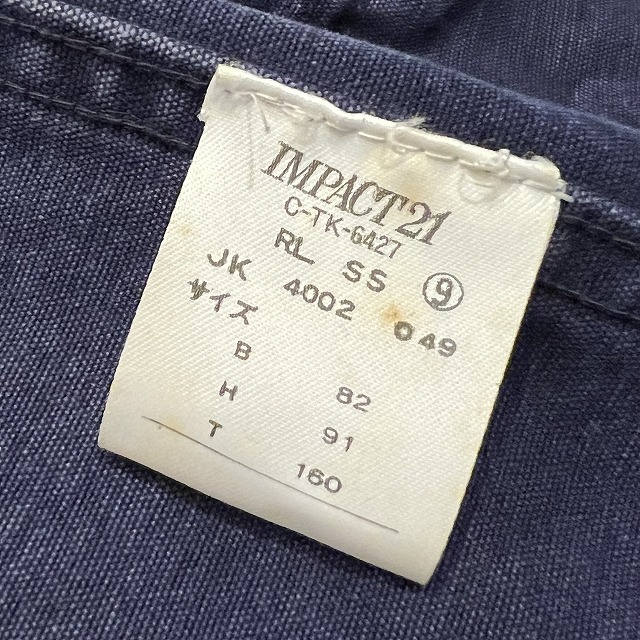 IMPACT21
C-TK-6427
RL SS ⑨
JK 4002 049
サイズ
B 82
H 91
T 160